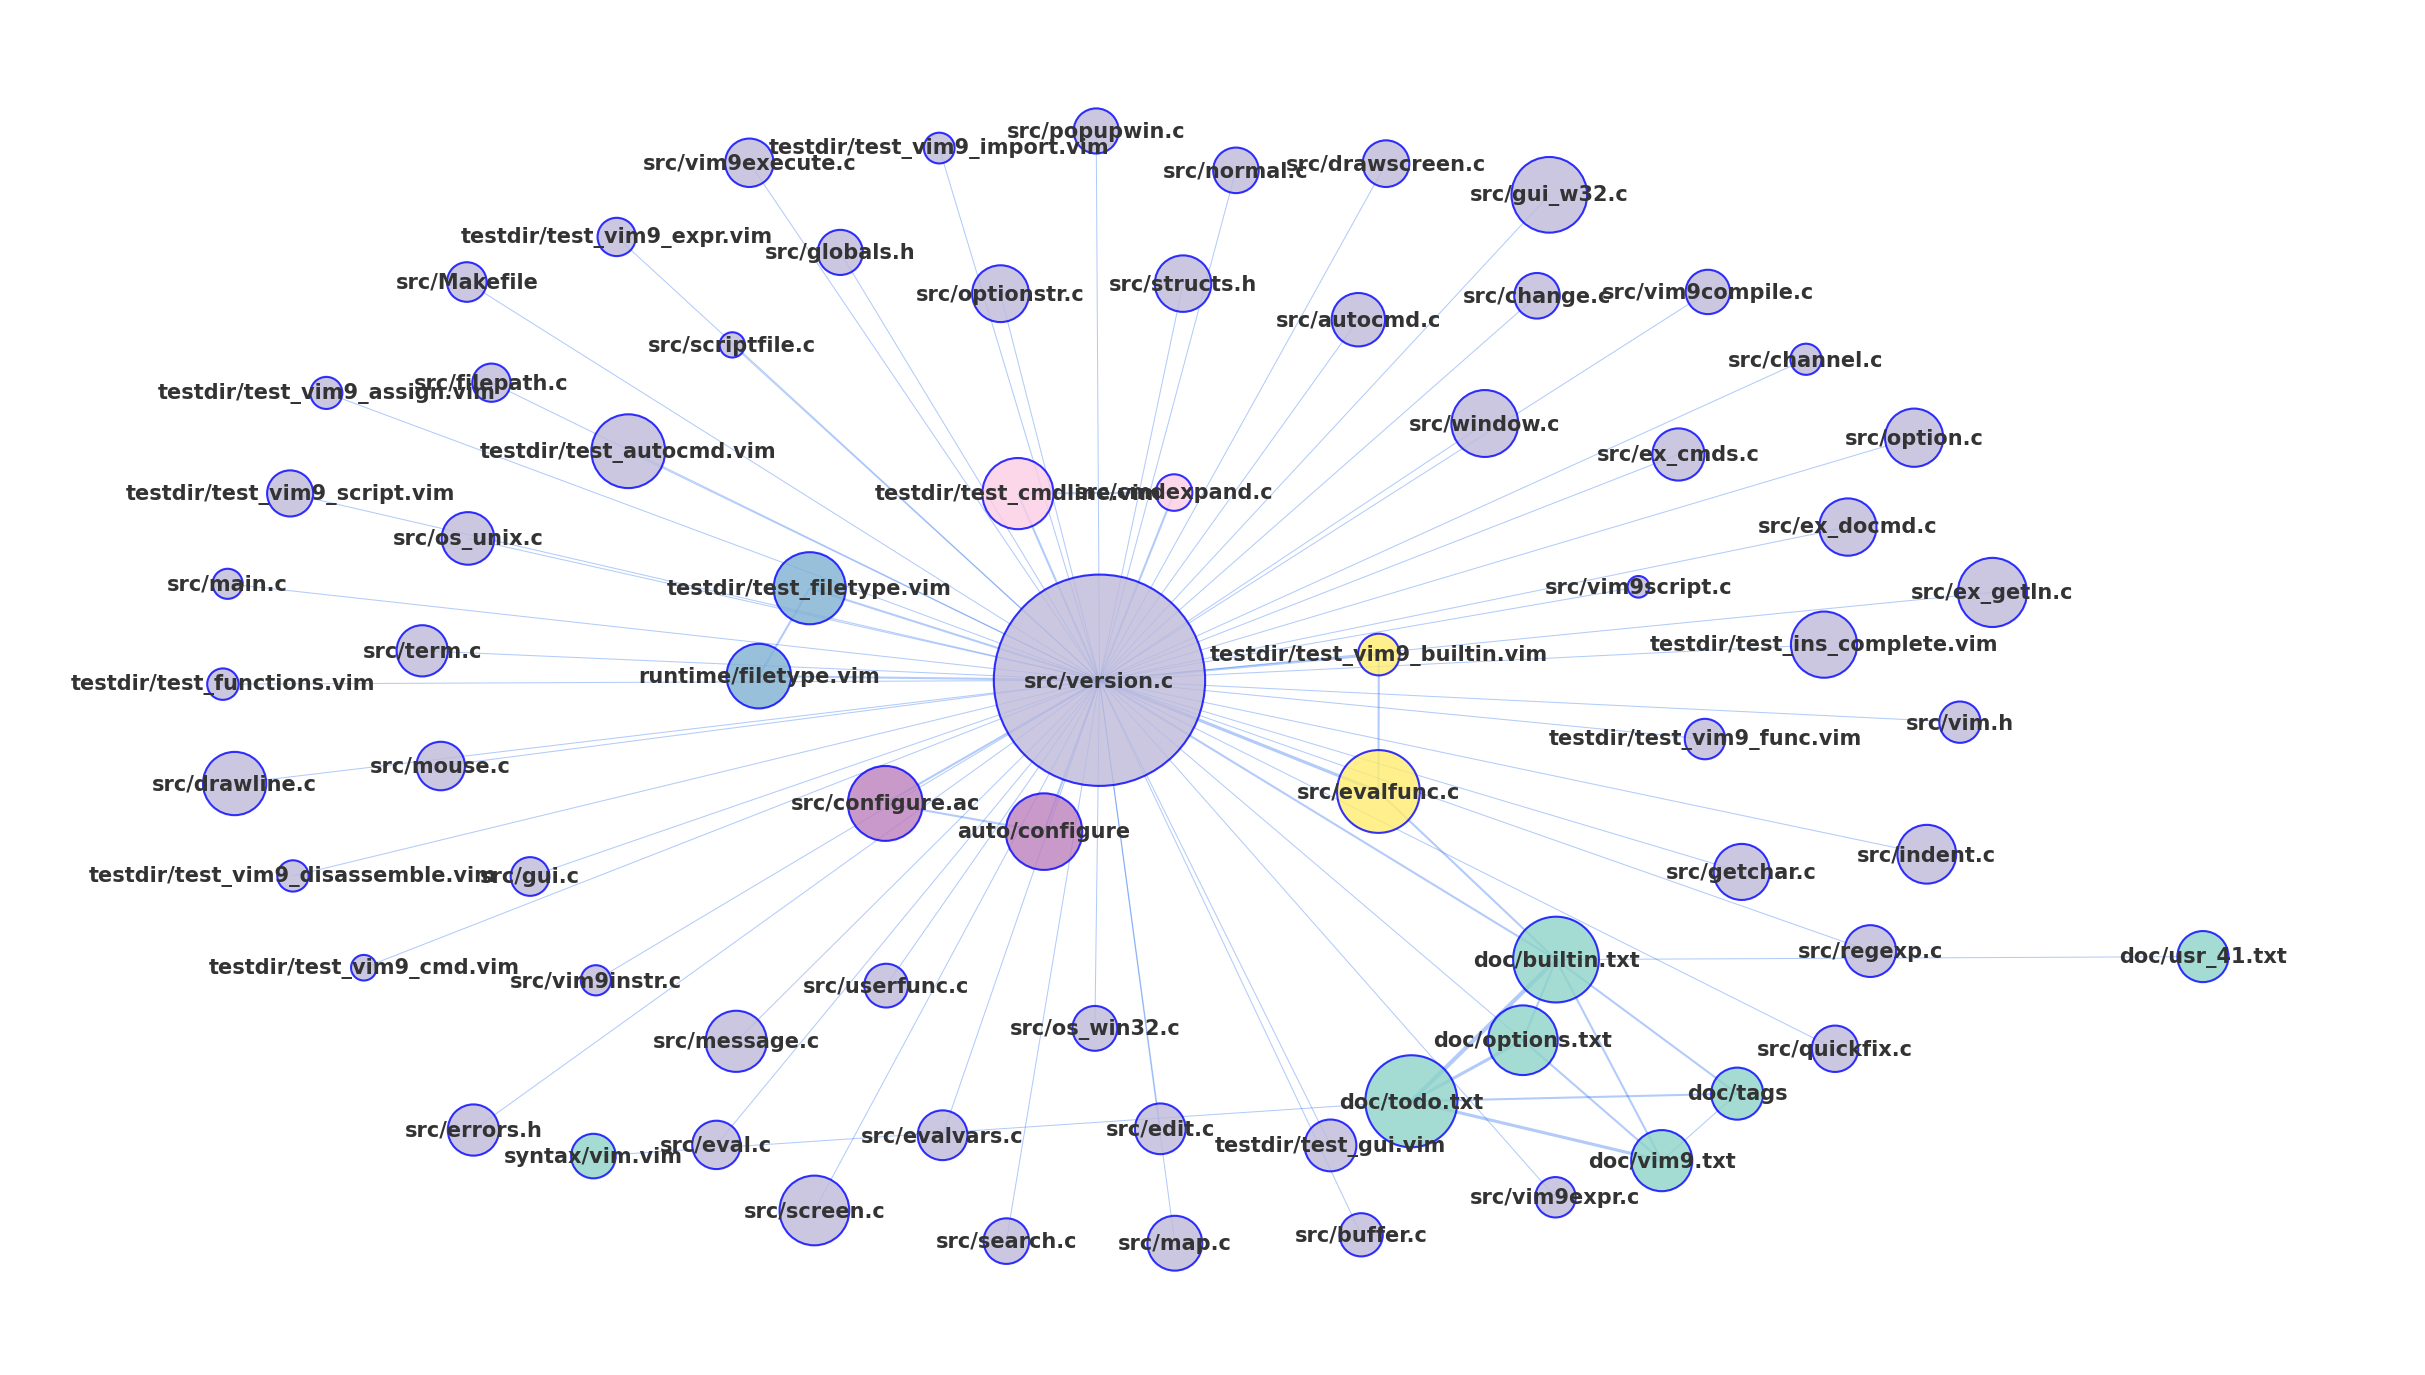 src/popupwin.c
testdir/test_vim9_import.vim
src/vim9execute.c
src/normal.c
src/drawscreen.c
src/gui_w32.c
testdir/test_vim9_expr.vim
src/globals.h
src/Makefile
src/optionstr.c
src/structs.h
src/change.c
src/vim9compile.c
src/autocmd.c
src/scriptfile.c
src/channel.c
src/filepath.c
testdir/test_vim9_assign.vim
src/window.c
src/option.c
testdir/test_autocmd.vim
src/ex_cmds.c
testdir/test_vim9_script.vim
testdir/test_cmdline.vim
src/cmdexpand.c
src/os_unix.c
src/ex_docmd.c
src/main.c
testdir/test_filetype.vim
src/vim9script.c
src/ex_getln.c
src/term.c
testdir/test_vim9_builtin.vim
testdir/test_ins_complete.vim
testdir/test_functions.vim
runtime/filetype.vim
src/version.c
src/vim.h
testdir/test_vim9_func.vim
src/drawline.c
src/mouse.c
src/evalfunc.c
src/configure.ac
auto/configure
src/indent.c
testdir/test_vim9_disassemble.vim
src/gui.c
src/getchar.c
testdir/test_vim9_cmd.vim
src/vim9instr.c
src/userfunc.c
doc/builtin.txt
src/regexp.c
doc/usr_41.txt
src/message.c
src/os_win32.c
doc/options.txt
src/quickfix.c
doc/todo.txt
doc/tags
src/errors.h
syntax/vim.vim
src/eval.c
src/evalvars.c
src/edit.c
testdir/test_gui.vim
doc/vim9.txt
src/vim9expr.c
src/screen.c
src/search.c
src/map.c
src/buffer.c